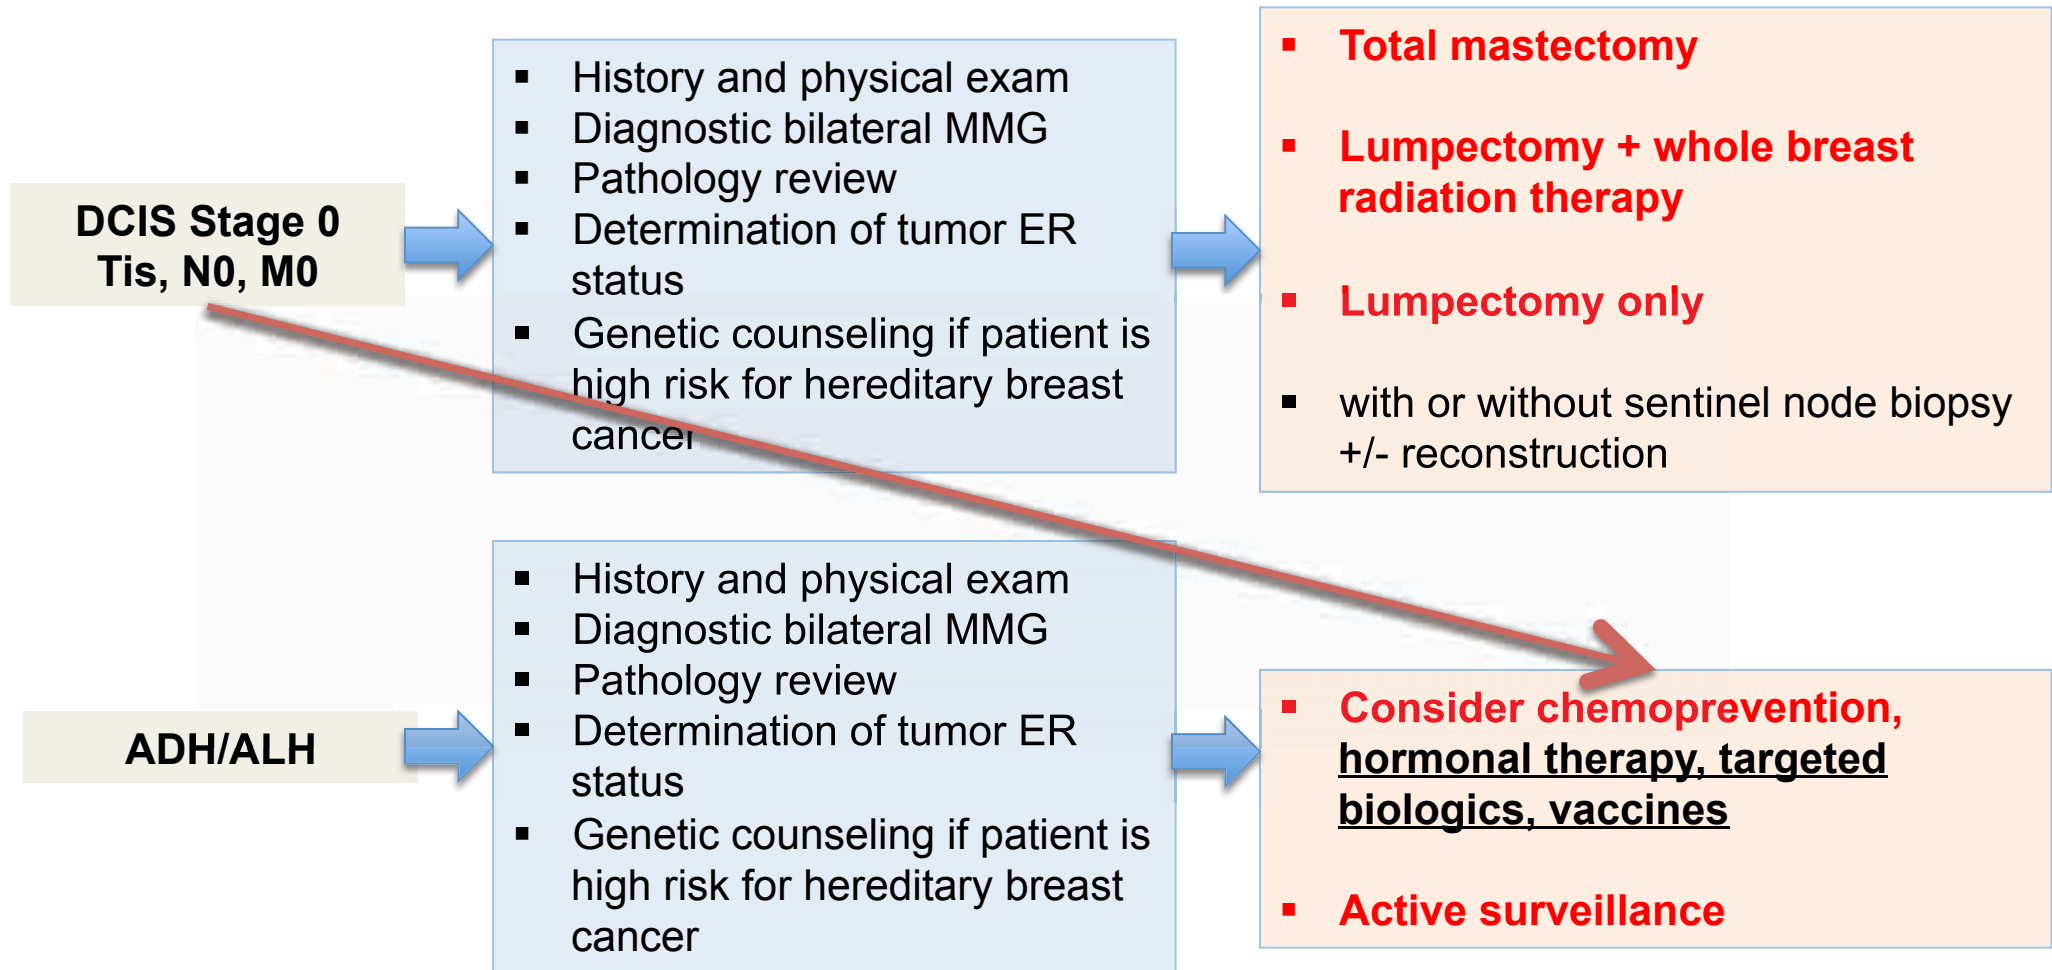 DCIS Stage 0
Tis, N0, M0
▪ History and physical exam
▪ Diagnostic bilateral MMG
▪ Pathology review
▪ Determination of tumor ER
status
▪ Genetic counseling if patient is
high risk for hereditary breast
cancer
▪ Total mastectomy
▪ Lumpectomy + whole breast
radiation therapy
▪ Lumpectomy only
▪ with or without sentinel node biopsy
+/- reconstruction
ADH/ALH
▪ History and physical exam
▪ Diagnostic bilateral MMG
▪ Pathology review
▪ Determination of tumor ER
status
▪ Genetic counseling if patient is
high risk for hereditary breast
cancer
▪ Consider chemoprevention,
hormonal therapy, targeted
biologics, vaccines
▪ Active surveillance